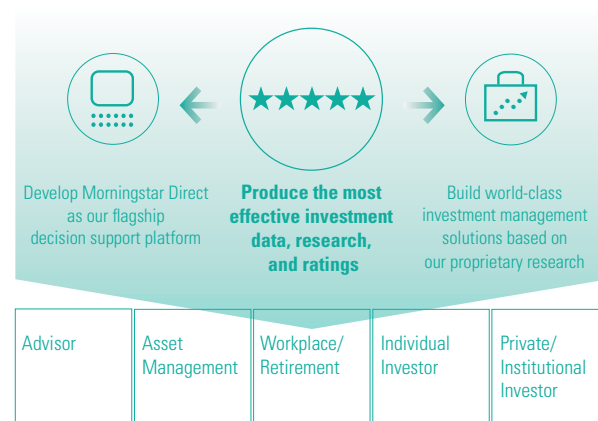 Develop Morningstar Direct
as our flagship
decision support platform
Produce the most
effective investment
data, research,
and ratings
Build world-class
investment management
solutions based on
our proprietary research
Advisor
Asset
Management
Workplace/
Retirement
Individual
Investor
Private/
Institutional
Investor